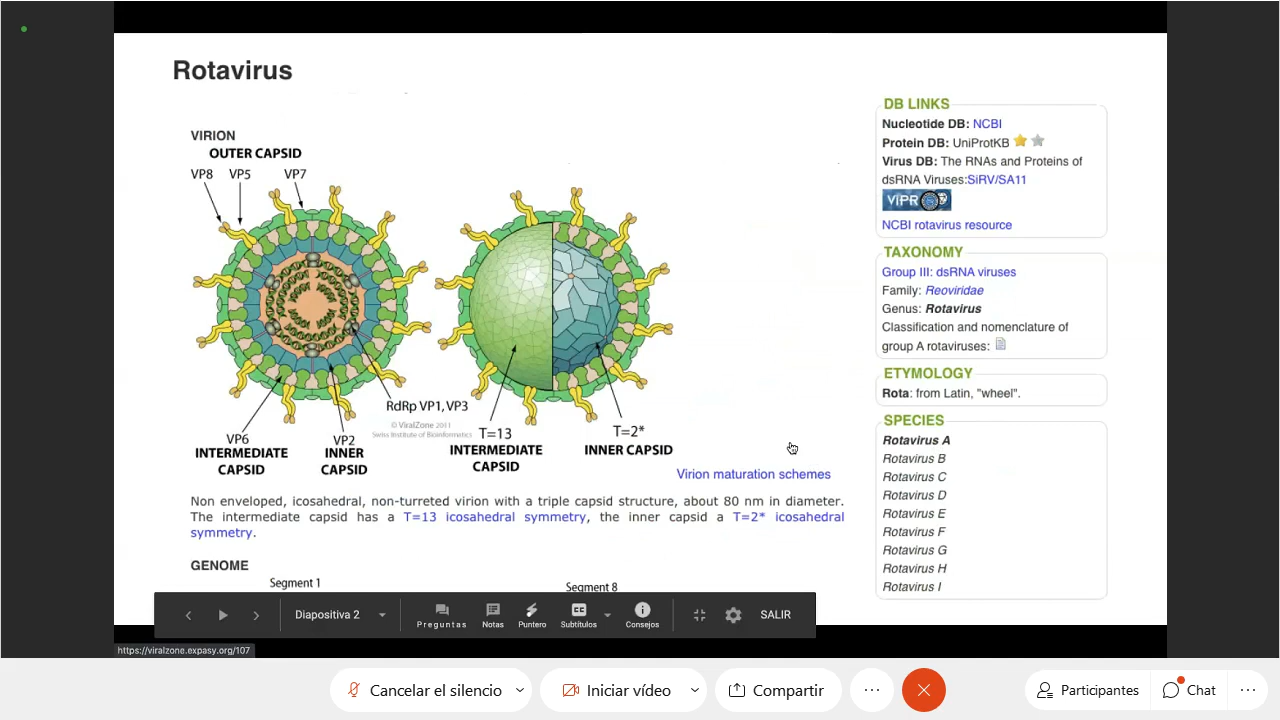 Rotavirus
VIRION
OUTER CAPSID
VP8 VP5 VP7
RdRp VP1, VP3
© ViralZone 2011
Swiss Institute of Bioinformatics
VP6
INTERMEDIATE
CAPSID
VP2
INNER
CAPSID
T=13
INTERMEDIATE
CAPSID
T=2*
INNER CAPSID
Virion maturation schemes
Non enveloped, icosahedral, non-turreted virion with a triple capsid structure, about 80 nm in diameter.
The intermediate capsid has a T=13 icosahedral symmetry, the inner capsid a T=2* icosahedral
symmetry.
GENOME
Segment 1
Segment 8
DB LINKS
Nucleotide DB: NCBI
Protein DB: UniProtKB
Virus DB: The RNAs and Proteins of
dsRNA Viruses:SiRV/SA11
ViPR
NCBI rotavirus resource
TAXONOMY
Group III: dsRNA viruses
Family: Reoviridae
Genus: Rotavirus
Classification and nomenclature of
group A rotaviruses:
ETYMOLOGY
Rota: from Latin, "wheel".
SPECIES
Rotavirus A
Rotavirus B
Rotavirus C
Rotavirus D
Rotavirus E
Rotavirus F
Rotavirus G
Rotavirus H
Rotavirus I
Diapositiva 2
Preguntas
Notas
Puntero
CC
Subtítulos
Consejos
SALIR
https://viralzone.expasy.org/107
Cancelar el silencio
Iniciar vídeo
Compartir
Participantes
Chat